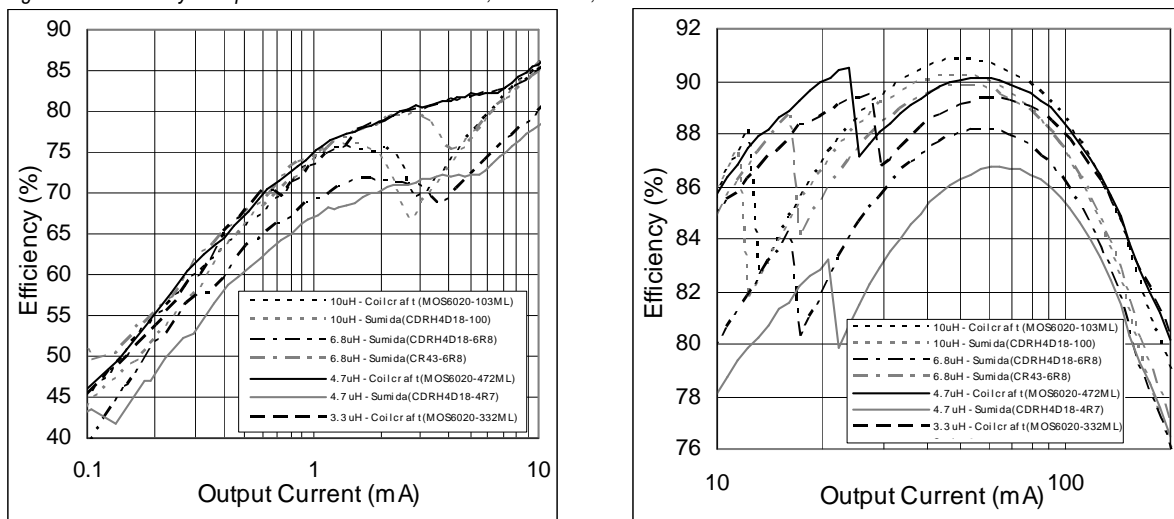 90
85
80
75
70
65
60
55
50
45
40
Efficiency (%)
10uH - Coilcraft (MOS6020-103ML)
10uH - Sumida(CDRH4D18-100)
6.8uH - Sumida(CDRH4D18-6R8)
6.8uH - Sumida(CR43-6R8)
4.7uH - Coilcraft(MOS6020-472ML)
4.7uH - Sumida(CDRH4D18-4R7)
3.3uH - Coilcraft(MOS6020-332ML)
0.1
1
10
Output Current (mA)
92
90
88
86
84
82
80
78
76
Efficiency (%)
10uH - Coilcraft (MOS6020-103ML)
10uH - Sumida(CDRH4D18-100)
6.8uH - Sumida(CDRH4D18-6R8)
6.8uH - Sumida(CR43-6R8)
4.7uH - Coilcraft(MOS6020-472ML)
4.7uH - Sumida(CDRH4D18-4R7)
3.3uH - Coilcraft(MOS6020-332ML)
10
100
Output Current (mA)